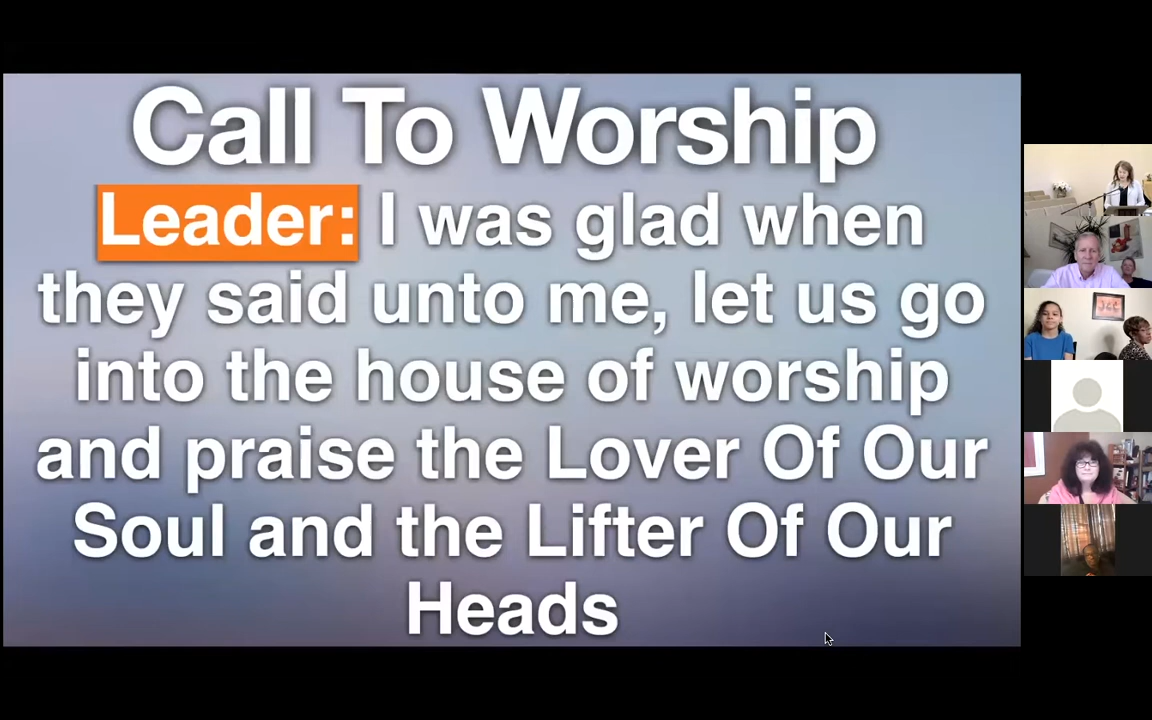 Call To Worship
Leader: I was glad when
they said unto me, let us go
into the house of worship
and praise the Lover Of Our
Soul and the Lifter Of Our
Heads